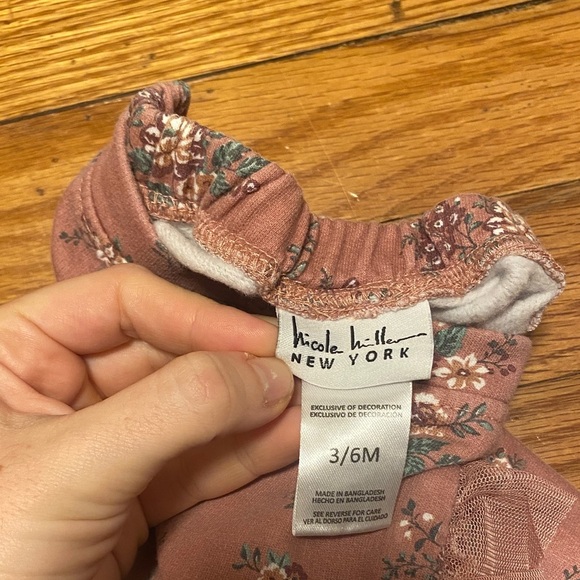 Nicole Miller
NEW YORK
EXCLUSIVE OF DECORATION
EXCLUSIVO DE DECORACIÓN
3/6M
MADE IN BANGLADESH
HECHO EN BANGLADESH
SEE REVERSE FOR CARE
VER AL DORSO PARA EL CUIDADO